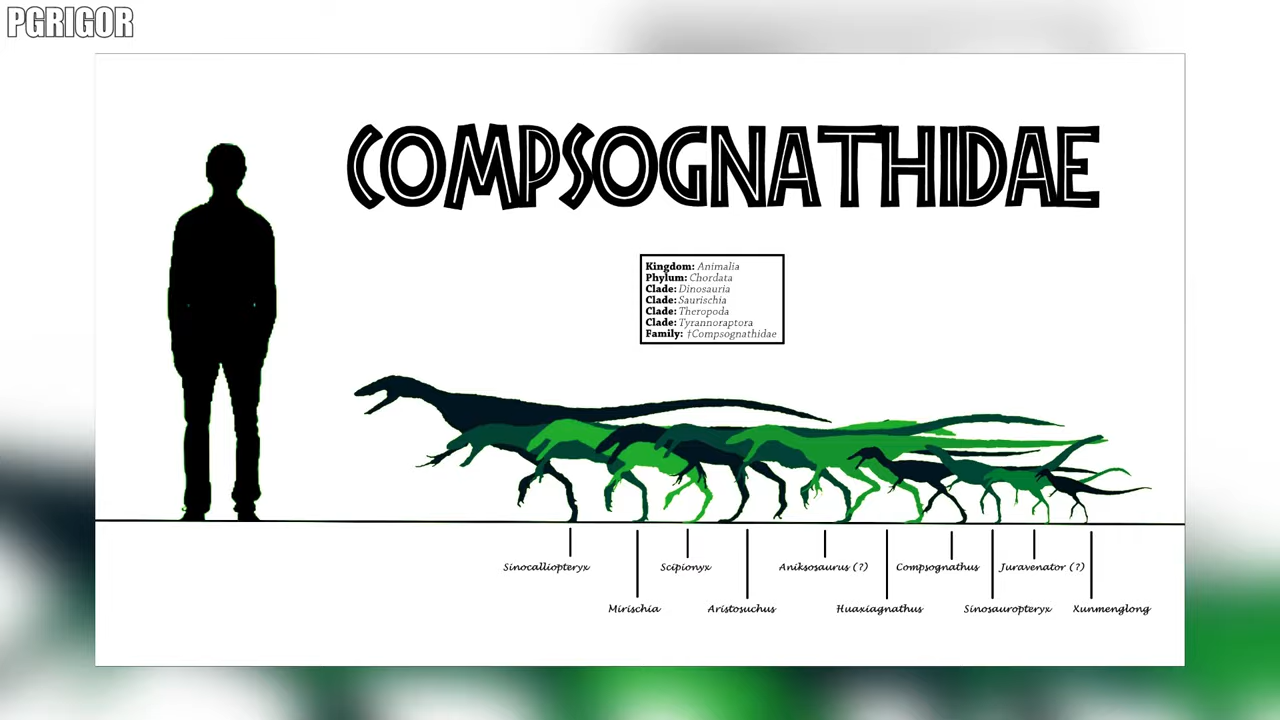 PGRIGOR
COMPSOGNATHIDAE
Kingdom: Animalia
Phylum: Chordata
Clade: Dinosauria
Clade: Saurischia
Clade: Theropoda
Clade: Tyrannoraptora
Family: †Compsognathidae
Sinocalliopteryx
Scipionyx
Aniksosaurus (?)
Compsognathus
Juravenator (?)
Mirischia
Aristosuchus
Huaxiagnathus
Sinosauropteryx
Xunmenglong